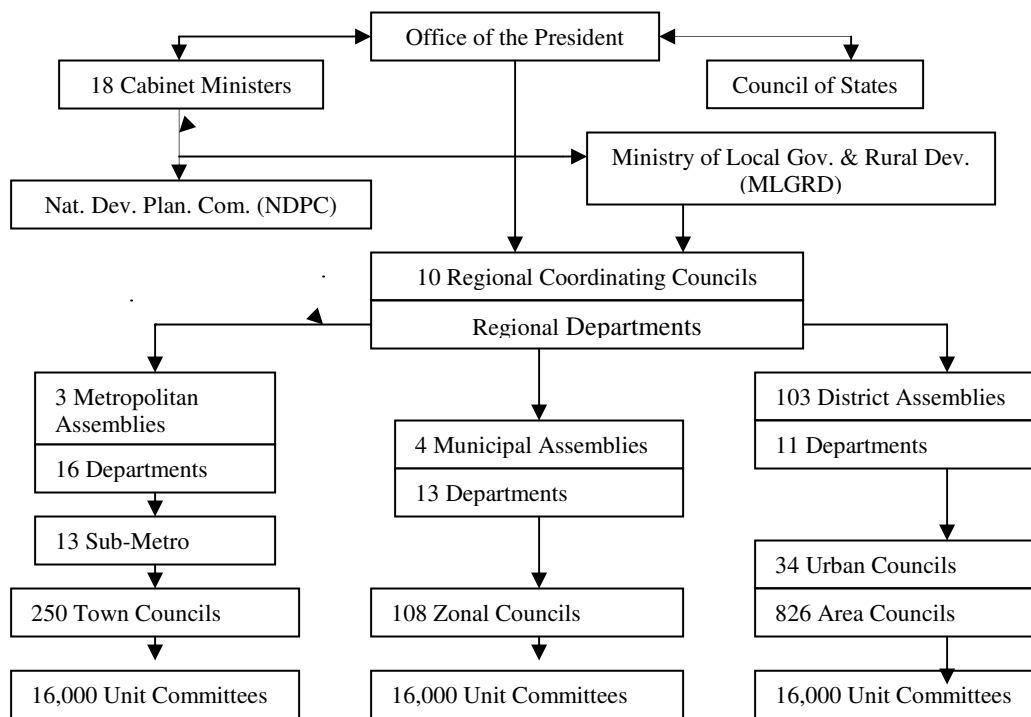 Office of the President
18 Cabinet Ministers
Council of States
Ministry of Local Gov. & Rural Dev.
(MLGRD)
Nat. Dev. Plan. Com. (NDPC)
10 Regional Coordinating Councils
Regional Departments
3 Metropolitan
Assemblies
16 Departments
13 Sub-Metro
250 Town Councils
16,000 Unit Committees
4 Municipal Assemblies
13 Departments
108 Zonal Councils
16,000 Unit Committees
103 District Assemblies
11 Departments
34 Urban Councils
826 Area Councils
16,000 Unit Committees